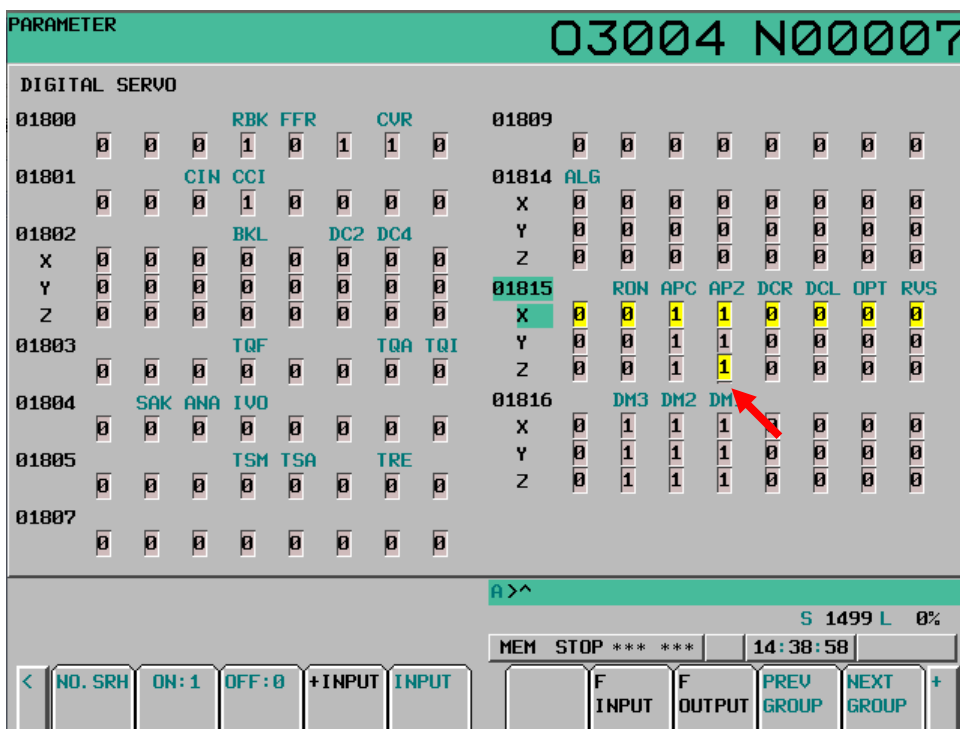 PARAMETER
O3004 N00007
DIGITAL SERVO
01800 RBK FFR CVR
0 0 0 1 0 1 1 0
01801 CIN CCI
0 0 0 1 0 0 0 0
01802 BKL DC2 DC4
X 0 0 0 0 0 0 0 0
Y 0 0 0 0 0 0 0 0
Z 0 0 0 0 0 0 0 0
01803 TQF TQA TQI
0 0 0 0 0 0 0 0
01804 SAK ANA IVO
0 0 0 0 0 0 0 0
01805 TSM TSA TRE
0 0 0 0 0 0 0 0
01807
0 0 0 0 0 0 0 0
01809
0 0 0 0 0 0 0 0
01814 ALG
X 0 0 0 0 0 0 0 0
Y 0 0 0 0 0 0 0 0
Z 0 0 0 0 0 0 0 0
01815 RON APC APZ DCR DCL OPT RVS
X 0 0 1 1 0 0 0 0
Y 0 0 1 1 0 0 0 0
Z 0 0 1 1 0 0 0 0
01816 DM3 DM2
X 0 1 1 1 0 0 0 0
Y 0 1 1 1 0 0 0 0
Z 0 1 1 1 0 0 0 0
A>^
S 1499 L 0%
MEM STOP *** *** 14:38:58
< NO. SRH ON:1 OFF:0 +INPUT INPUT F INPUT F OUTPUT PREV GROUP NEXT GROUP +